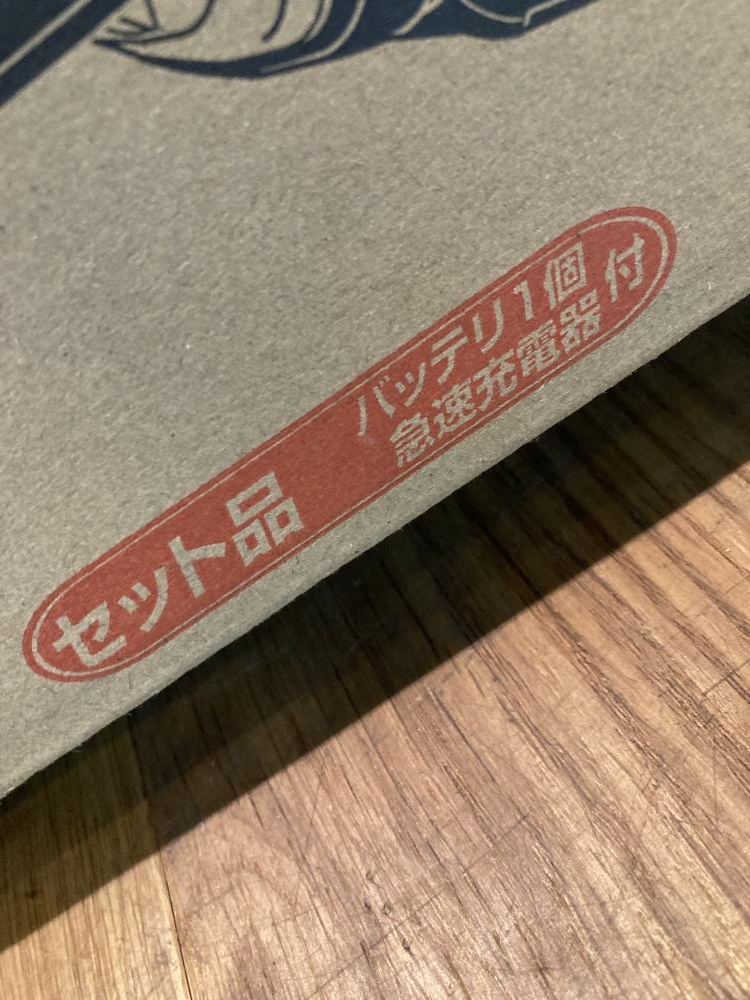 セット品
バッテリ1個
急速充電器
付